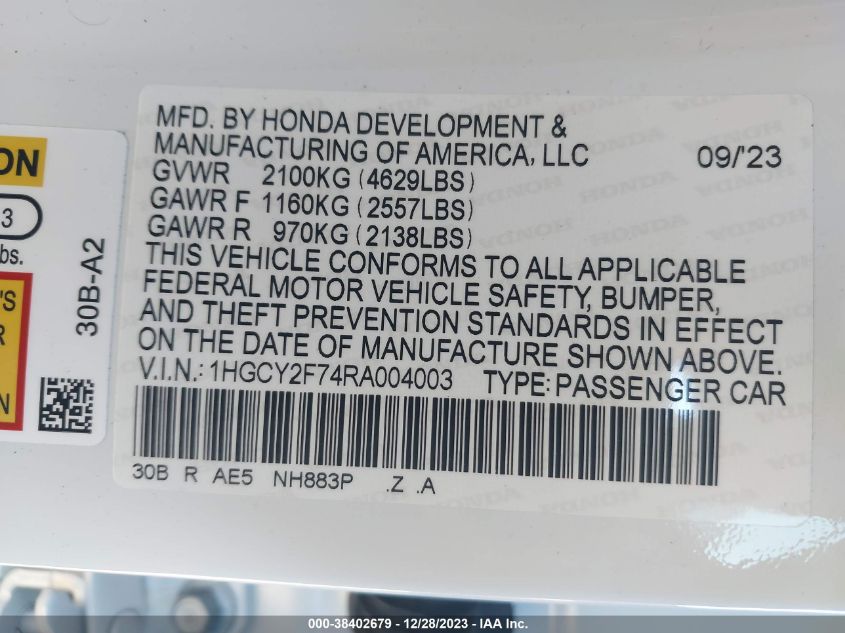 MFD. BY HONDA DEVELOPMENT &
MANUFACTURING OF AMERICA, LLC 09/'23
GVWR 2100KG (4629LBS)
GAWR F 1160KG (2557LBS)
GAWR R 970KG (2138LBS)
THIS VEHICLE CONFORMS TO ALL APPLICABLE
FEDERAL MOTOR VEHICLE SAFETY, BUMPER,
AND THEFT PREVENTION STANDARDS IN EFFECT
ON THE DATE OF MANUFACTURE SHOWN ABOVE.
V.I.N.: 1HGCY2F74RA004003 TYPE: PASSENGER CAR
30B R AE5 NH883P .Z .A
ON
3
bs.
'S
R
N
30B-A2
000-38402679 - 12/28/2023 - IAA Inc.